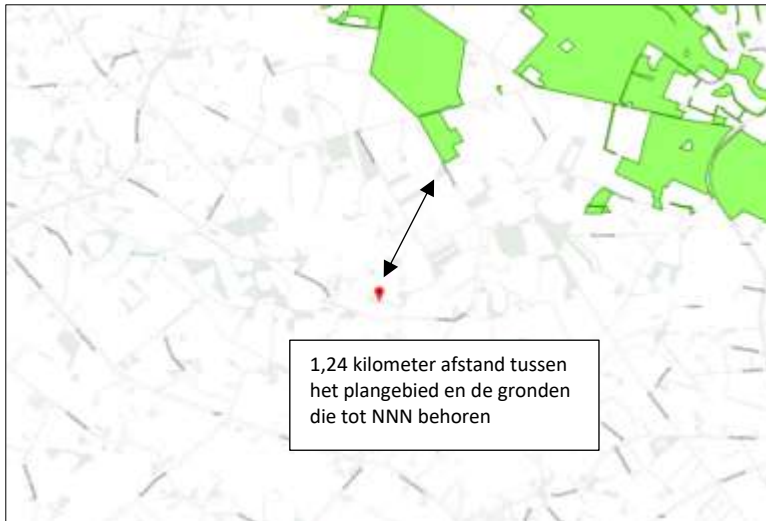 1,24 kilometer afstand tussen
het plangebied en de gronden
die tot NNN behoren